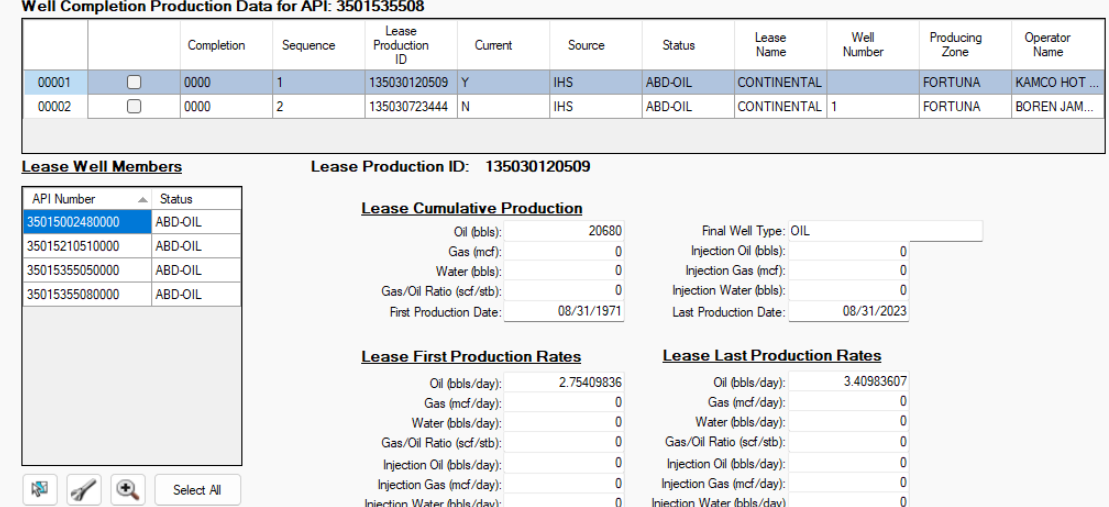 Well Completion Production Data for API: 3501535508
Completion Sequence Lease Production ID Current Source Status Lease Name Well Number Producing Zone Operator Name
00001 0000 1 135030120509 Y IHS ABD-OIL CONTINENTAL FORTUNA KAMCO HOT ...
00002 0000 2 135030723444 N IHS ABD-OIL CONTINENTAL 1 FORTUNA BOREN JAM...
Lease Well Members
Lease Production ID: 135030120509
API Number Status
35015002480000 ABD-OIL
35015210510000 ABD-OIL
35015355050000 ABD-OIL
35015355080000 ABD-OIL
Select All
Lease Cumulative Production
Oil (bbls): 20680 Final Well Type: OIL
Gas (mcf): 0 Injection Oil (bbls): 0
Water (bbls): 0 Injection Gas (mcf): 0
Gas/Oil Ratio (scf/stb): 0 Injection Water (bbls): 0
First Production Date: 08/31/1971 Last Production Date: 08/31/2023
Lease First Production Rates Lease Last Production Rates
Oil (bbls/day): 2.75409836 Oil (bbls/day): 3.40983607
Gas (mcf/day): 0 Gas (mcf/day): 0
Water (bbls/day): 0 Water (bbls/day): 0
Gas/Oil Ratio (scf/stb): 0 Gas/Oil Ratio (scf/stb): 0
Injection Oil (bbls/day): 0 Injection Oil (bbls/day): 0
Injection Gas (mcf/day): 0 Injection Gas (mcf/day): 0
Injection Water (bbls/day): 0 Injection Water (bbls/day) 0